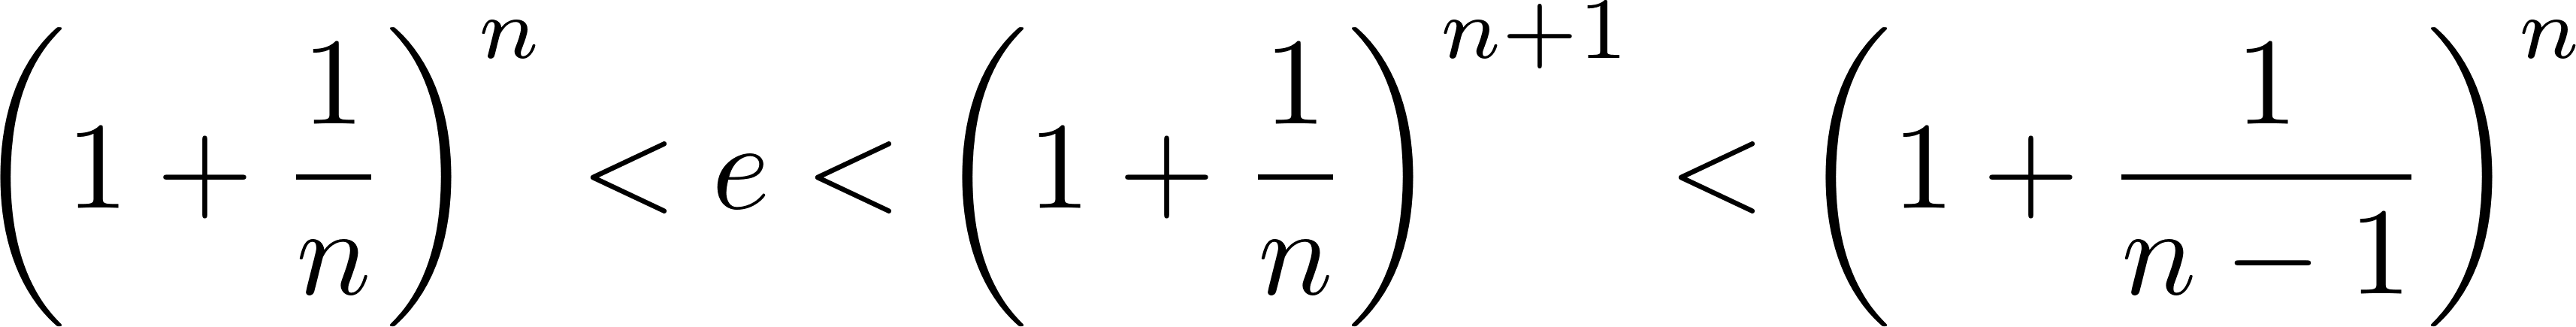 (1 + 1/n)^n < e < (1 + 1/n)^{n+1} < (1 + 1/(n − 1))^n